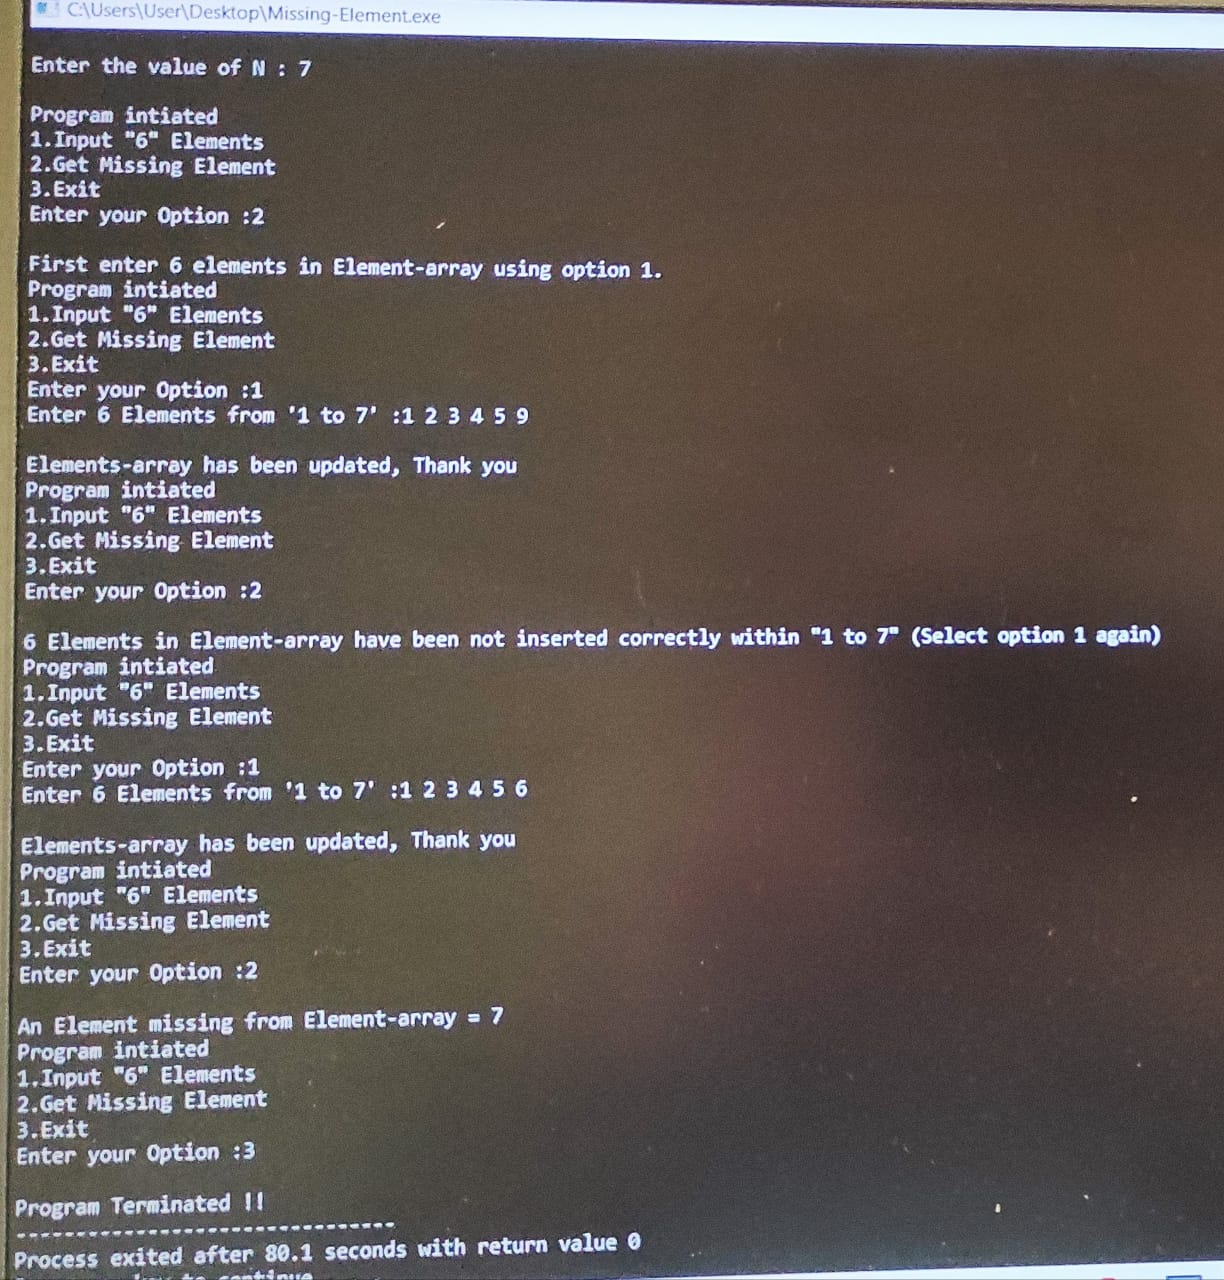 C:\Users\User\Desktop\Missing-Element.exe
Enter the value of N : 7
Program intiated
1.Input "6" Elements
2.Get Missing Element
3.Exit
Enter your Option :2
First enter 6 elements in Element-array using option 1.
Program intiated
1.Input "6" Elements
2.Get Missing Element
3.Exit
Enter your Option :1
Enter 6 Elements from '1 to 7' :1 2 3 4 5 9
Elements-array has been updated, Thank you
Program intiated
1.Input "6" Elements
2.Get Missing Element
3.Exit
Enter your Option :2
6 Elements in Element-array have been not inserted correctly within "1 to 7" (Select option 1 again)
Program intiated
1.Input "6" Elements
2.Get Missing Element
3.Exit
Enter your Option :1
Enter 6 Elements from '1 to 7' :1 2 3 4 5 6
Elements-array has been updated, Thank you
Program intiated
1.Input "6" Elements
2.Get Missing Element
3.Exit
Enter your Option :2
An Element missing from Element-array = 7
Program intiated
1.Input "6" Elements
2.Get Missing Element
3.Exit
Enter your Option :3
Program Terminated !!
--------------------------------
Process exited after 80.1 seconds with return value 0
to continue